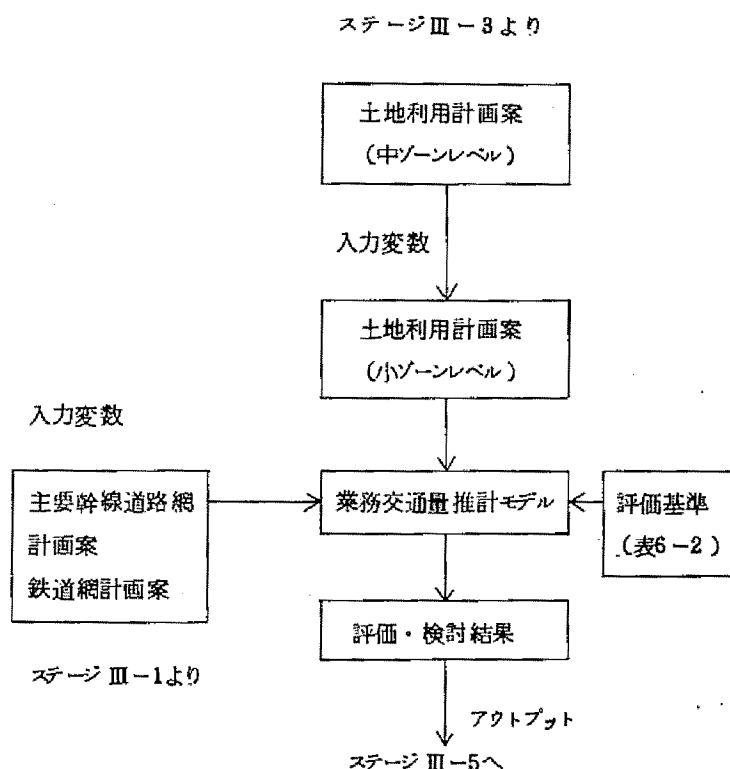 ステージⅢ-3より
土地利用計画案
(中ゾーンレベル)
入力変数
土地利用計画案
(小ゾーンレベル)
入力変数
主要幹線道路網
計画案
鉄道網計画案
業務交通量推計モデル
評価基準
(表6-2)
評価・検討結果
ステージⅢ-1より
アウトプット
ステージⅢ-5へ